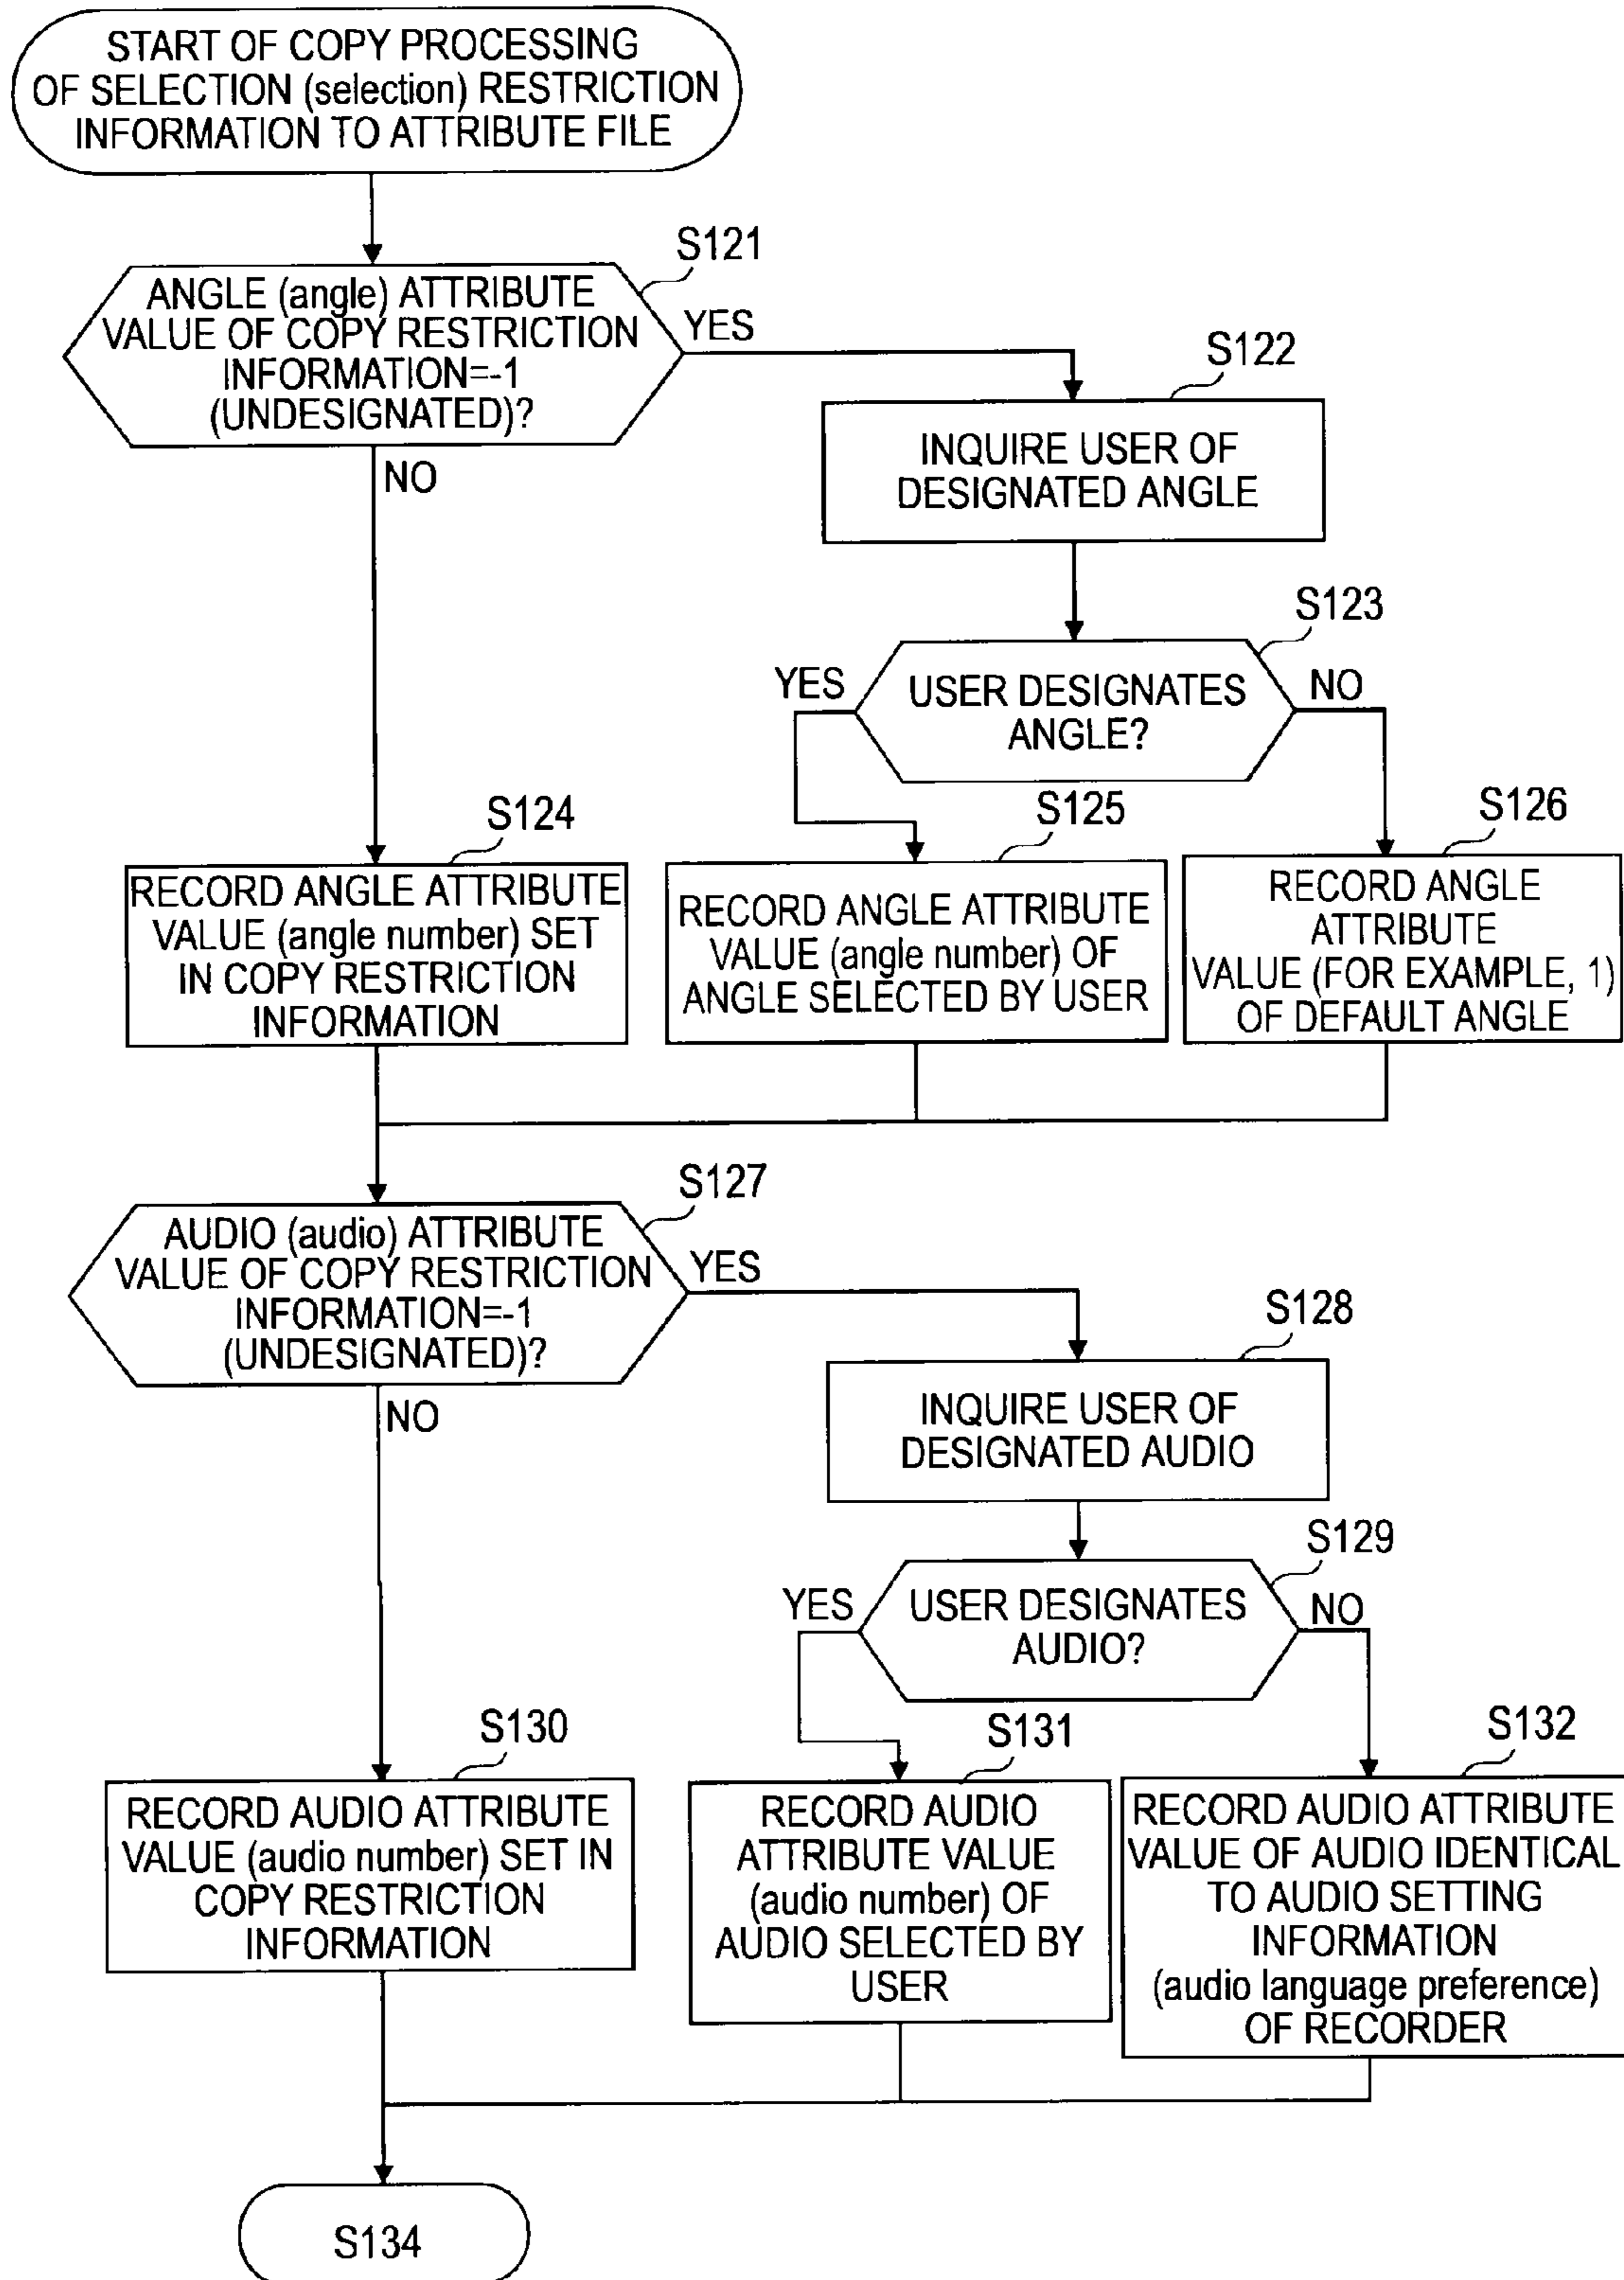 START OF COPY PROCESSING
OF SELECTION (selection) RESTRICTION
INFORMATION TO ATTRIBUTE FILE
S121
ANGLE (angle) ATTRIBUTE
VALUE OF COPY RESTRICTION
INFORMATION=-1
(UNDESIGNATED)?
YES
NO
S122
INQUIRE USER OF
DESIGNATED ANGLE
S123
YES
USER DESIGNATES
ANGLE?
NO
S124
RECORD ANGLE ATTRIBUTE
VALUE (angle number) SET
IN COPY RESTRICTION
INFORMATION
S125
RECORD ANGLE ATTRIBUTE
VALUE (angle number) OF
ANGLE SELECTED BY USER
S126
RECORD ANGLE
ATTRIBUTE
VALUE (FOR EXAMPLE, 1)
OF DEFAULT ANGLE
S127
AUDIO (audio) ATTRIBUTE
VALUE OF COPY RESTRICTION
INFORMATION=-1
(UNDESIGNATED)?
YES
NO
S128
INQUIRE USER OF
DESIGNATED AUDIO
S129
YES
USER DESIGNATES
AUDIO?
NO
S130
RECORD AUDIO ATTRIBUTE
VALUE (audio number) SET IN
COPY RESTRICTION
INFORMATION
S131
RECORD AUDIO
ATTRIBUTE VALUE
(audio number) OF
AUDIO SELECTED BY
USER
S132
RECORD AUDIO ATTRIBUTE
VALUE OF AUDIO IDENTICAL
TO AUDIO SETTING
INFORMATION
(audio language preference)
OF RECORDER
S134